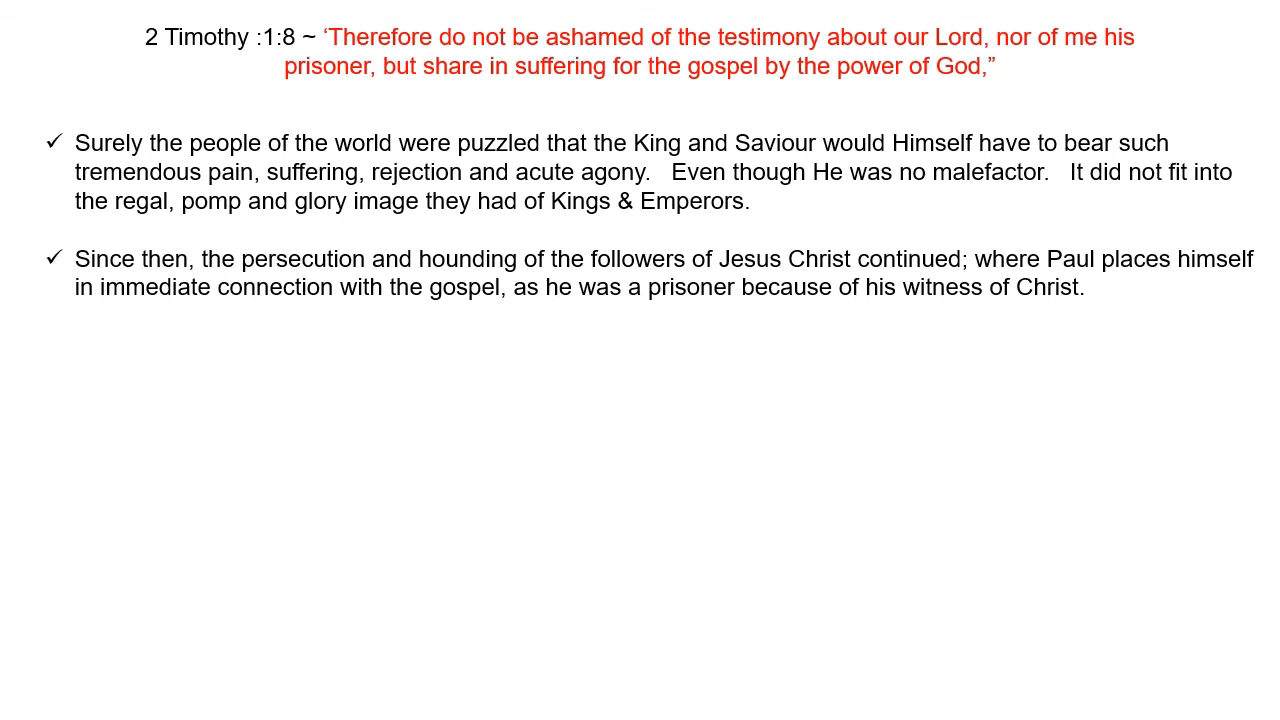 2 Timothy :1:8 ~ ‘Therefore do not be ashamed of the testimony about our Lord, nor of me his
prisoner, but share in suffering for the gospel by the power of God,”
✓ Surely the people of the world were puzzled that the King and Saviour would Himself have to bear such
tremendous pain, suffering, rejection and acute agony.   Even though He was no malefactor.   It did not fit into
the regal, pomp and glory image they had of Kings & Emperors.
✓ Since then, the persecution and hounding of the followers of Jesus Christ continued; where Paul places himself
in immediate connection with the gospel, as he was a prisoner because of his witness of Christ.